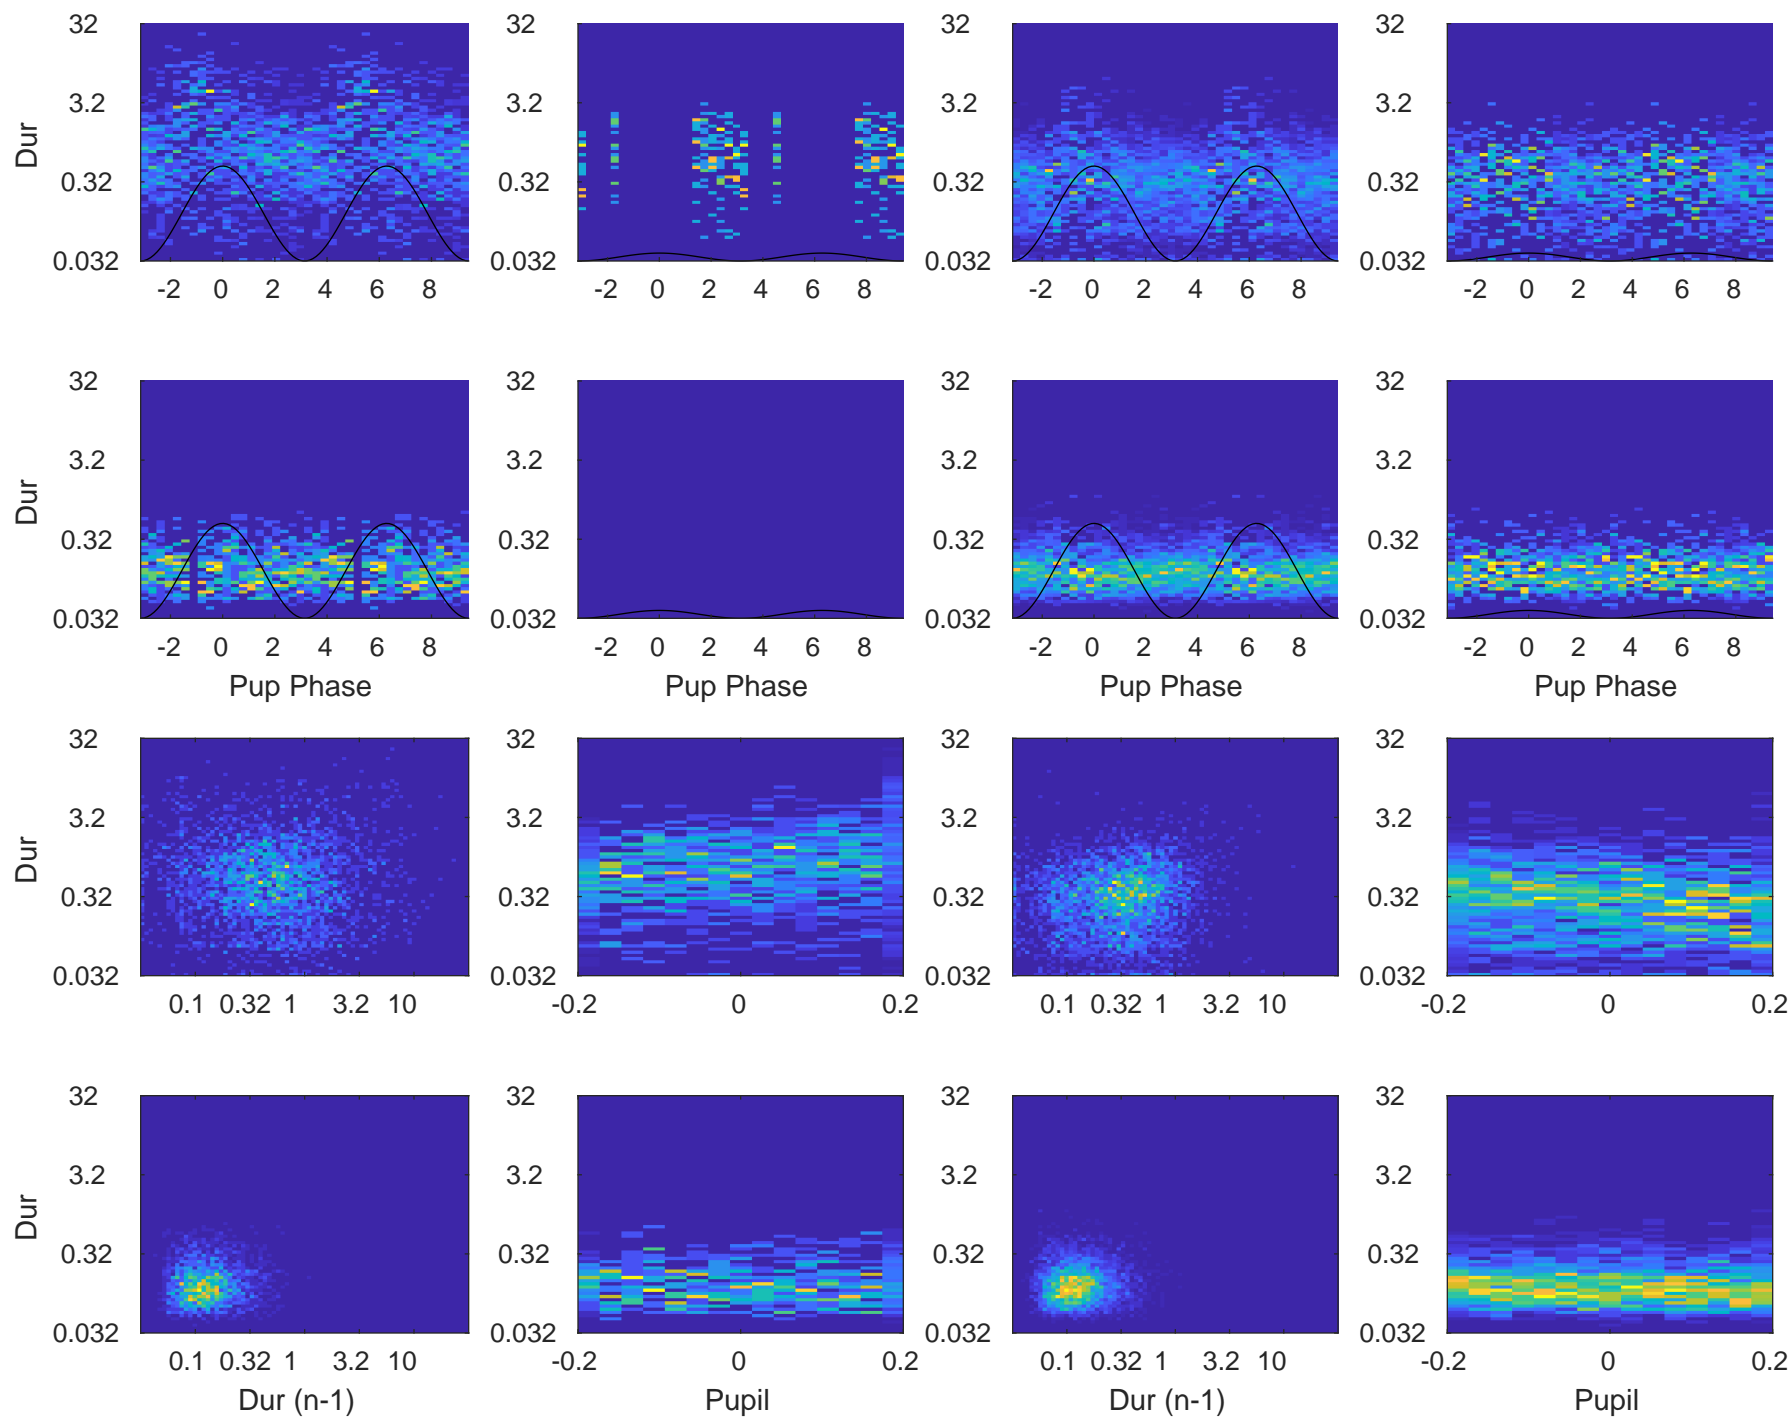 32 32 32 32
3.2 3.2 3.2 3.2
Dur
0.32 0.32 0.32 0.32
0.032 0.032 0.032 0.032
-2 0 2 4 6 8 -2 0 2 4 6 8 -2 0 2 4 6 8 -2 0 2 4 6 8
32 32 32 32
3.2 3.2 3.2 3.2
Dur
0.32 0.32 0.32 0.32
0.032 0.032 0.032 0.032
-2 0 2 4 6 8 -2 0 2 4 6 8 -2 0 2 4 6 8 -2 0 2 4 6 8
Pup Phase Pup Phase Pup Phase Pup Phase
32 32 32 32
3.2 3.2 3.2 3.2
Dur
0.32 0.32 0.32 0.32
0.032 0.032 0.032 0.032
0.1 0.32 1 3.2 10 -0.2 0 0.2 0.1 0.32 1 3.2 10 -0.2 0 0.2
32 32 32 32
3.2 3.2 3.2 3.2
Dur
0.32 0.32 0.32 0.32
0.032 0.032 0.032 0.032
0.1 0.32 1 3.2 10 -0.2 0 0.2 0.1 0.32 1 3.2 10 -0.2 0 0.2
Dur (n-1) Pupil Dur (n-1) Pupil